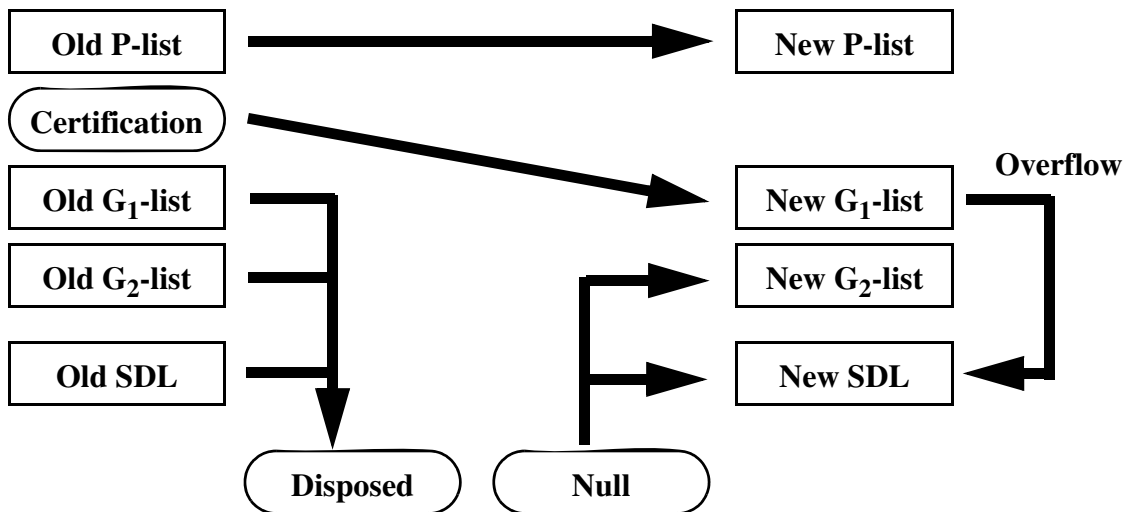 Old P-list
New P-list
Certification
Overflow
Old G₁-list
New G₁-list
Old G₂-list
New G₂-list
Old SDL
New SDL
Disposed
Null